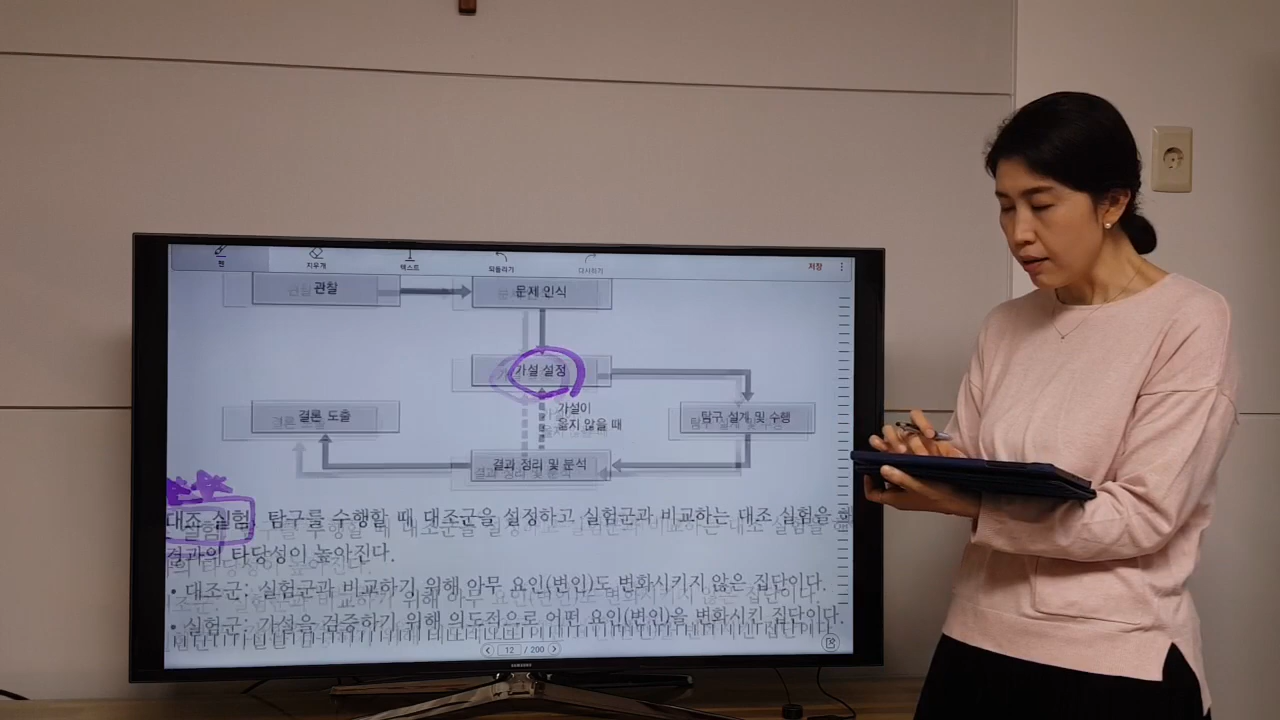 펜 지우개 텍스트 되돌리기 다시하기 저장
관찰 문제 인식
가설 설정
결론 도출 가설이 옳지 않을 때 탐구 설계 및 수행
결과 정리 및 분석
대조 실험: 탐구를 수행할 때 대조군을 설정하고 실험군과 비교하는 대조 실험을
결과의 타당성이 높아진다.
• 대조군: 실험군과 비교하기 위해 아무 요인(변인)도 변화시키지 않은 집단이다.
• 실험군: 가설을 검증하기 위해 의도적으로 어떤 요인(변인)을 변화시킨 집단이다.
12 / 200
SAMSUNG